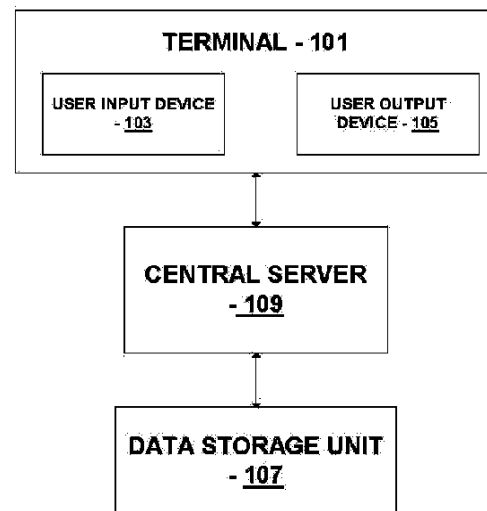 TERMINAL - 101
USER INPUT DEVICE
- 103
USER OUTPUT
DEVICE - 105
CENTRAL SERVER
- 109
DATA STORAGE UNIT
- 107